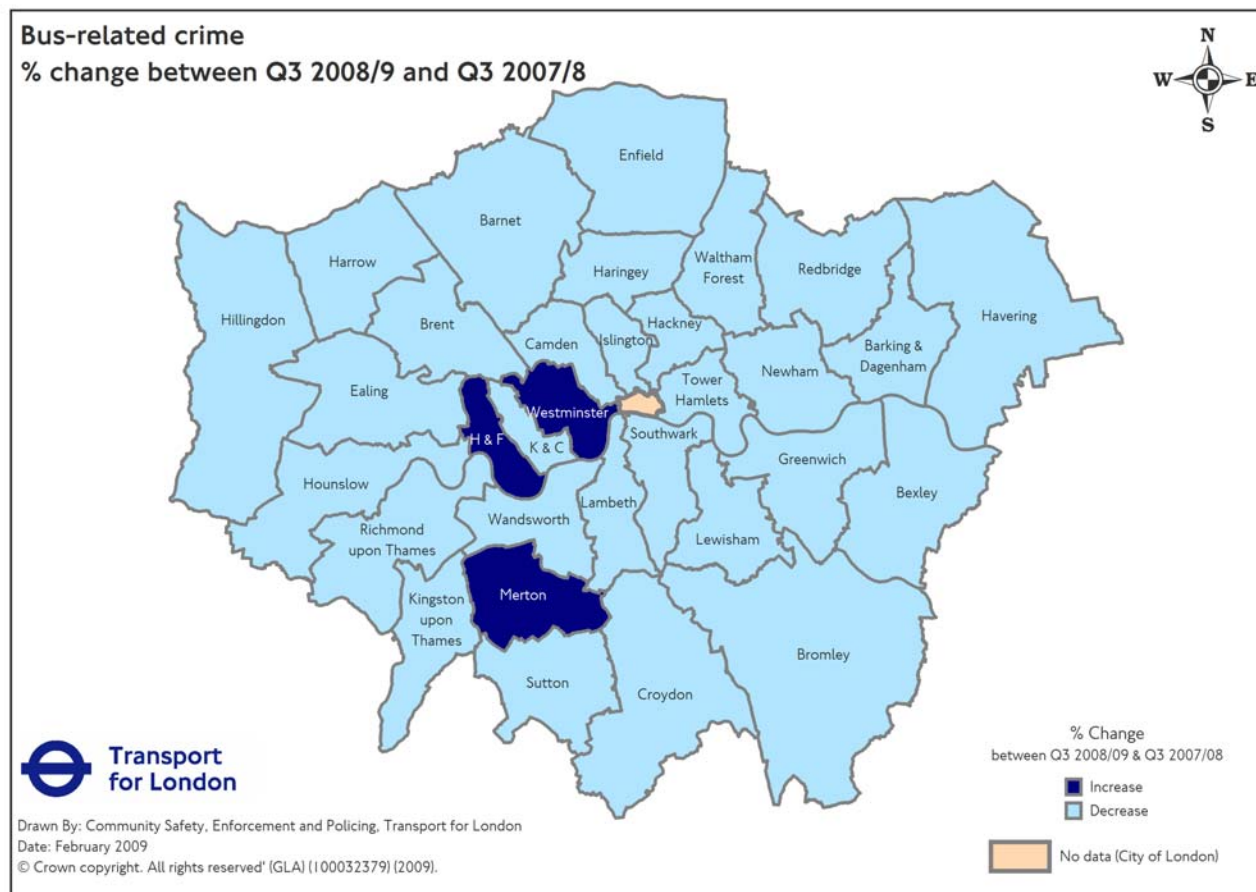 Bus-related crime
% change between Q3 2008/9 and Q3 2007/8
N
W E
S
Enfield
Barnet
Harrow
Haringey
Waltham
Forest
Redbridge
Hillingdon
Brent
Camden
Islington
Hackney
Havering
Barking &
Dagenham
Ealing
Newham
Tower
Hamlets
Westminster
H & F
K & C
Southwark
Greenwich
Hounslow
Bexley
Wandsworth
Lambeth
Richmond
upon Thames
Lewisham
Merton
Kingston
upon
Thames
Bromley
Sutton
Croydon
% Change
between Q3 2008/09 & Q3 2007/08
Increase
Decrease
No data (City of London)
Transport
for London
Drawn By: Community Safety, Enforcement and Policing, Transport for London
Date: February 2009
© Crown copyright. All rights reserved' (GLA) (100032379) (2009).